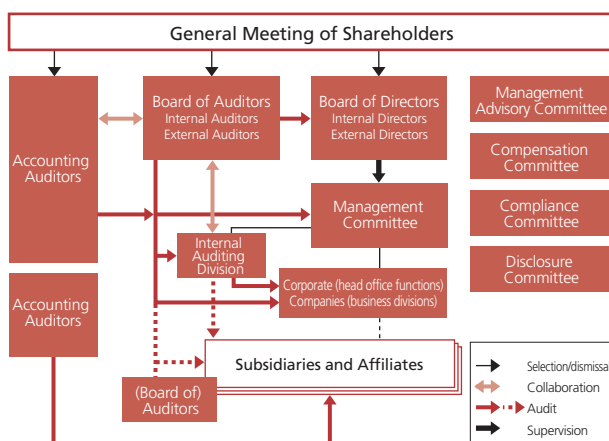 General Meeting of Shareholders
Accounting
Auditors
Board of Auditors
Internal Auditors
External Auditors
Board of Directors
Internal Directors
External Directors
Management
Advisory Committee
Compensation
Committee
Compliance
Committee
Disclosure
Committee
Management
Committee
Internal
Auditing
Division
Corporate (head office functions)
Companies (business divisions)
Accounting
Auditors
Subsidiaries and Affiliates
(Board of)
Auditors
Selection/dismissa
Collaboration
Audit
Supervision